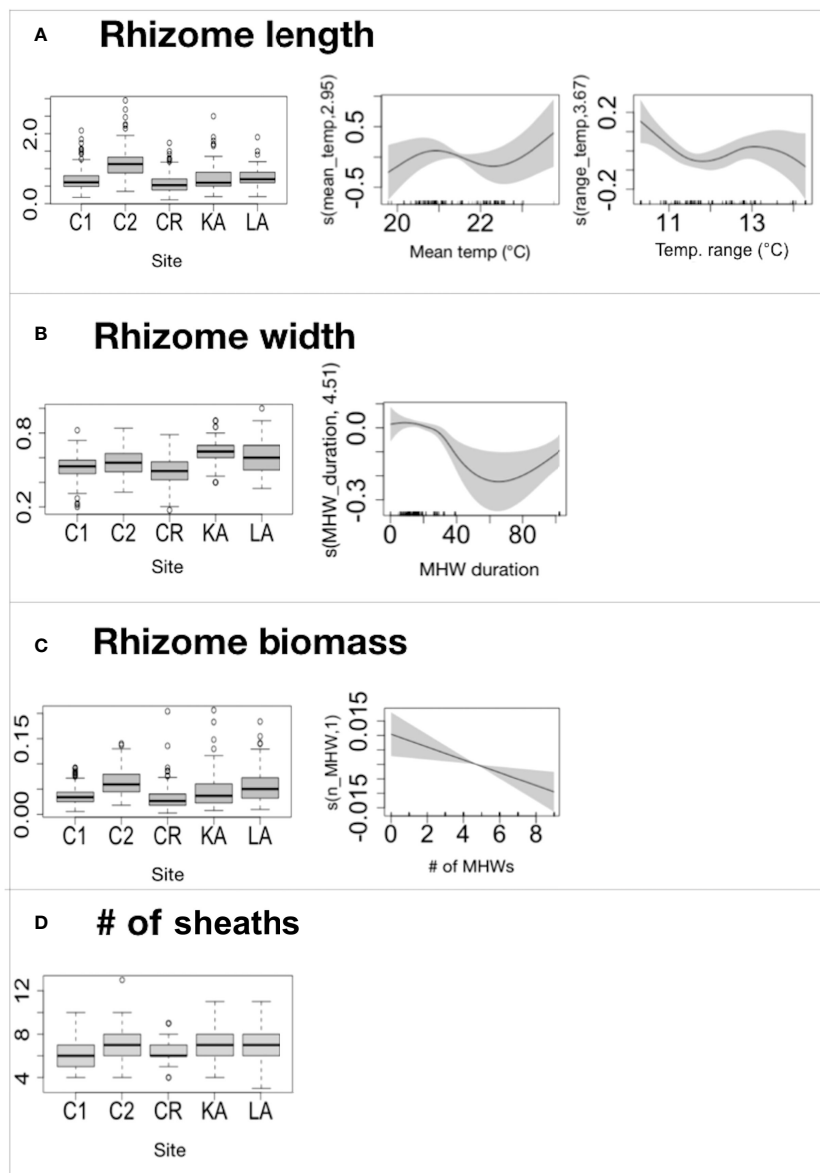 A Rhizome length
2.0
0.0
C1 C2 CR KA LA
Site
s(mean_temp,2.95)
0.5
-0.5
20 22
Mean temp (°C)
s(range_temp,3.67)
0.2
-0.2
11 13
Temp. range (°C)
B Rhizome width
0.8
0.2
C1 C2 CR KA LA
Site
s(MHW_duration, 4.51)
0.0
-0.3
0 40 80
MHW duration
C Rhizome biomass
0.15
0.00
C1 C2 CR KA LA
Site
s(n_MHW,1)
0.015
-0.015
0 2 4 6 8
# of MHWs
D # of sheaths
12
8
4
C1 C2 CR KA LA
Site